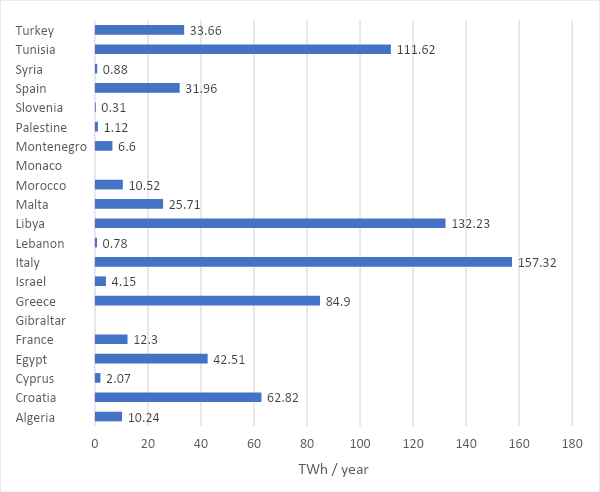 Turkey 33.66
Tunisia 111.62
Syria 0.88
Spain 31.96
Slovenia 0.31
Palestine 1.12
Montenegro 6.6
Monaco
Morocco 10.52
Malta 25.71
Libya 132.23
Lebanon 0.78
Italy 157.32
Israel 4.15
Greece 84.9
Gibraltar
France 12.3
Egypt 42.51
Cyprus 2.07
Croatia 62.82
Algeria 10.24
0 20 40 60 80 100 120 140 160 180
TWh / year